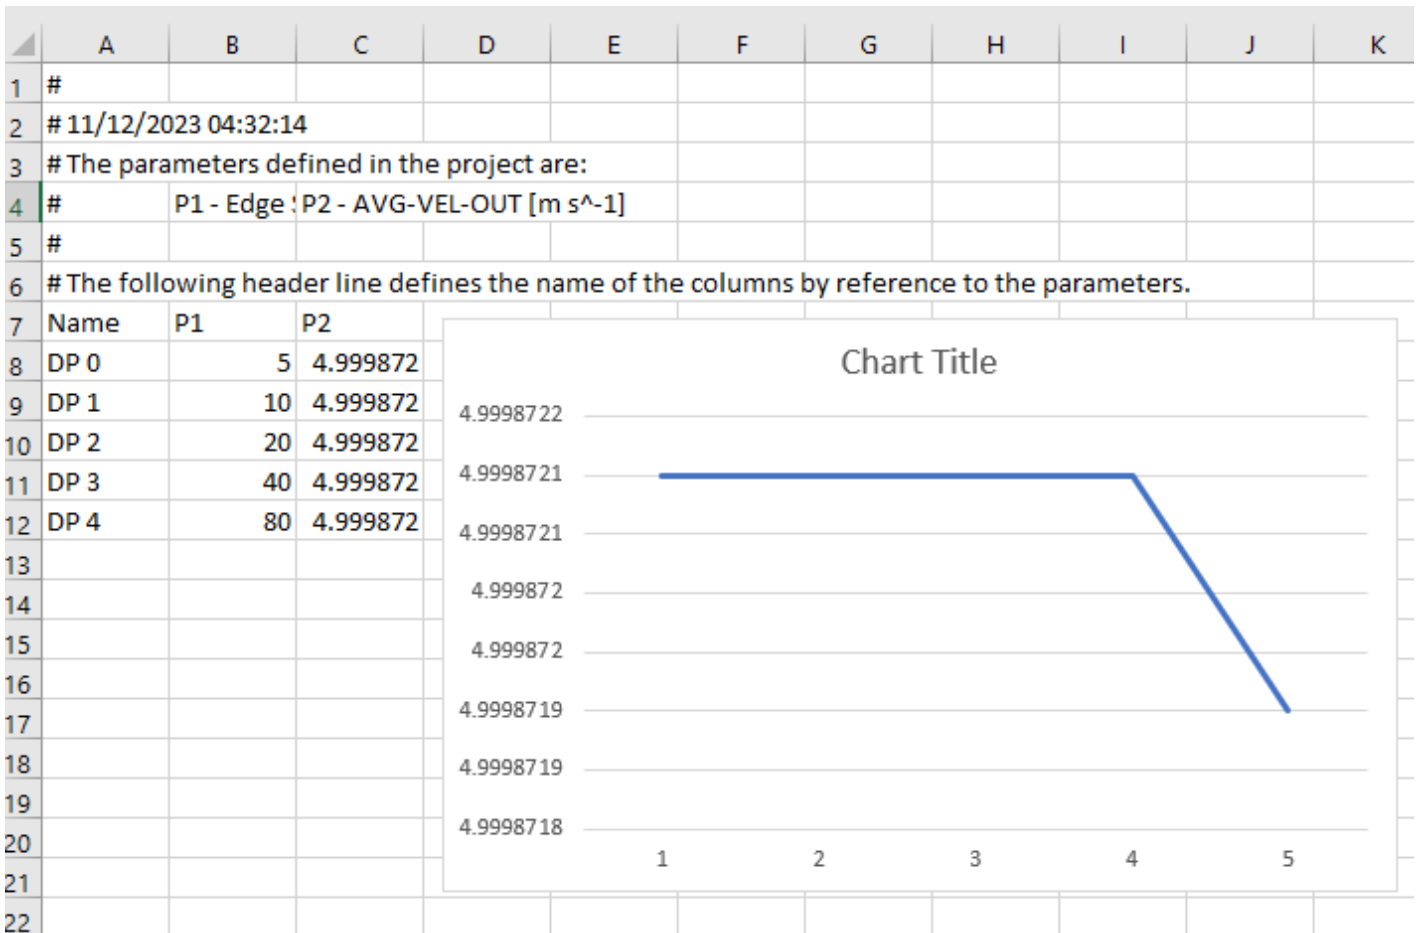 A B C D E F G H I J K
1 #
2 # 11/12/2023 04:32:14
3 # The parameters defined in the project are:
4 # P1 - Edge P2 - AVG-VEL-OUT [m s^-1]
5 #
6 # The following header line defines the name of the columns by reference to the parameters.
7 Name P1 P2
8 DP 0 5 4.999872
9 DP 1 10 4.999872
10 DP 2 20 4.999872
11 DP 3 40 4.999872
12 DP 4 80 4.999872
13
14
15
16
17
18
19
20
21
22
Chart Title
4.9998722
4.9998721
4.9998721
4.999872
4.999872
4.9998719
4.9998719
4.9998718
1 2 3 4 5